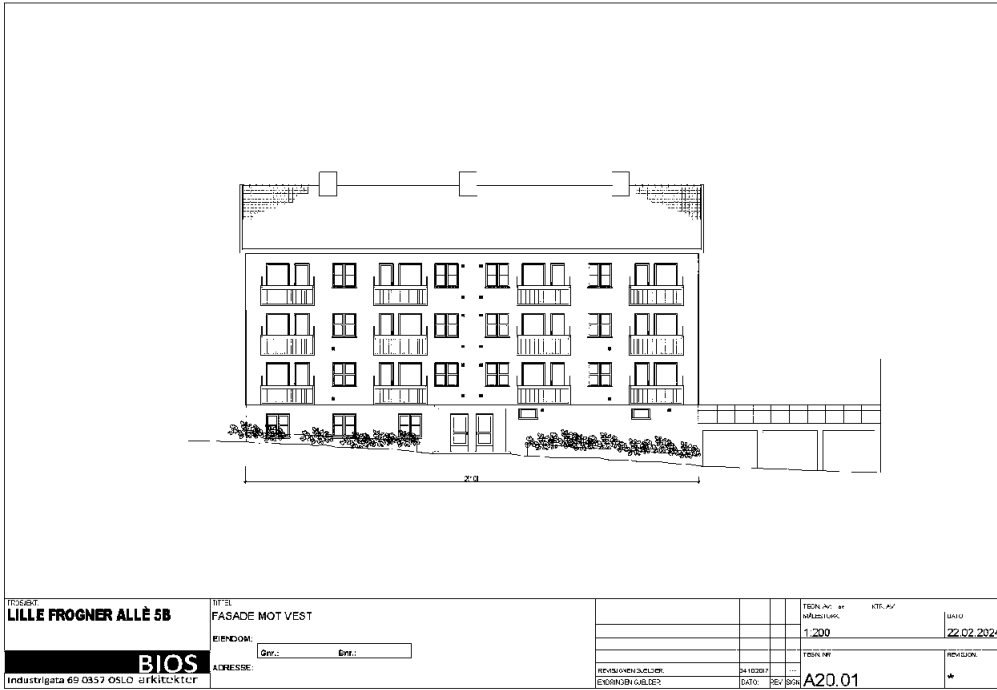 PROSJEKT:
LILLE FROGNER ALLÈ 5B
BIOS
Industrigata 69 0357 OSLO arkitekter
TITTEL
FASADE MOT VEST
EIENDOM:
Gnr.: Bnr.:
ADRESSE:
REVISJONEN GJELDER:
ENDRINGEN GJELDER: DATO: REV SIGN
TEGN. AV: KTR. AV
MÅLESTOKK DATO
1:200 22.02.2024
TEGN. NR REVISJON.
A20.01 *